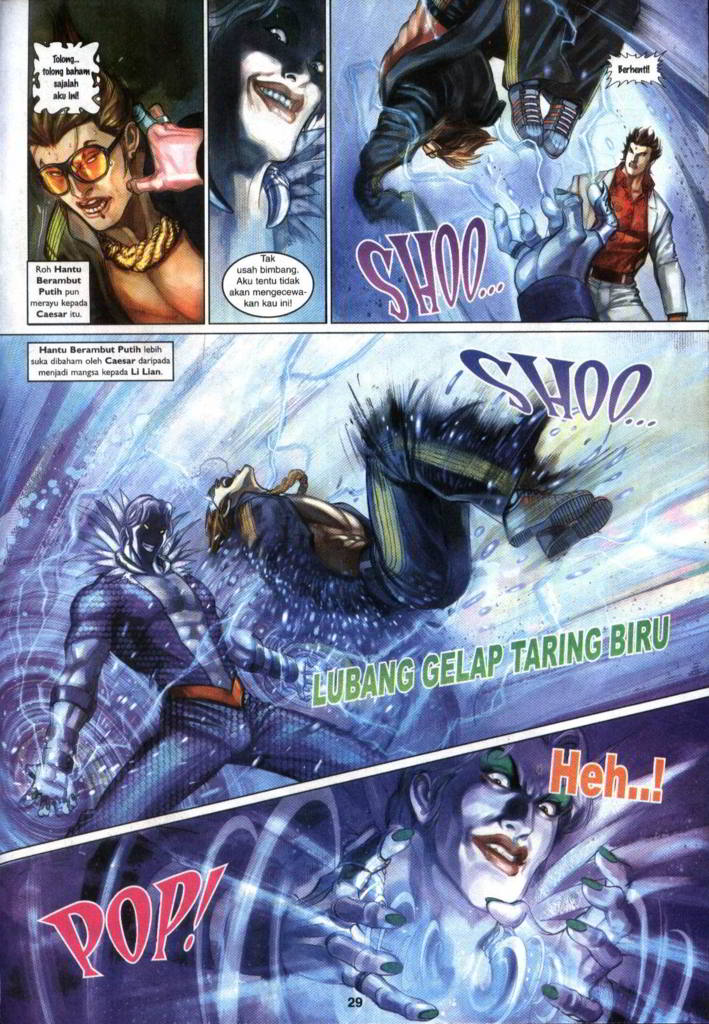 Tolong...
tolong baham
sajalah
aku ini!
Roh Hantu
Berambut
Putih pun
merayu kepada
Caesar itu.
Tak
usah bimbang.
Aku tentu tidak
akan mengecewa-
kan kau ini!
Berhenti!
SHOO...
Hantu Berambut Putih lebih
suka dibaham oleh Caesar daripada
menjadi mangsa kepada Li Lian.
SHOO...
LUBANG GELAP TARING BIRU
Heh..!
POP!
29